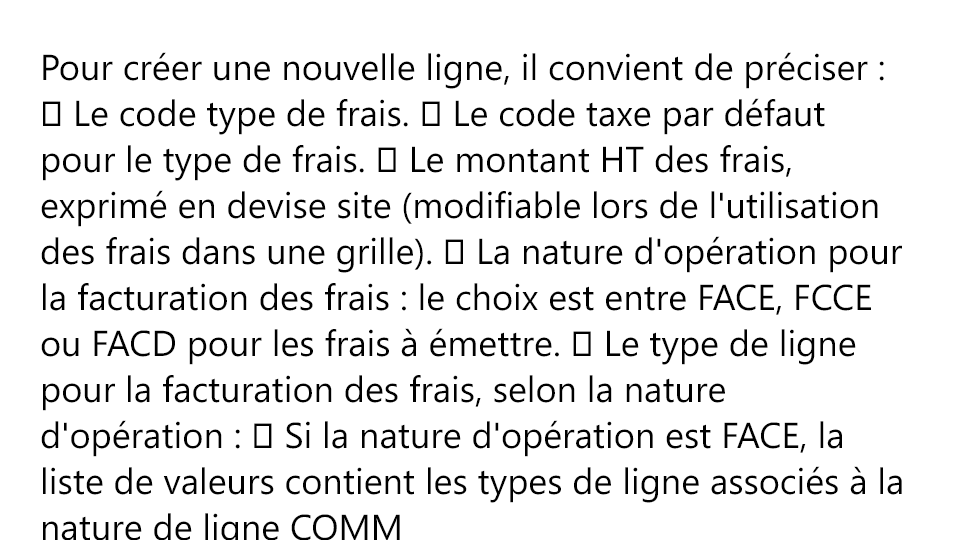 Pour créer une nouvelle ligne, il convient de préciser :
 Le code type de frais.  Le code taxe par défaut
pour le type de frais.  Le montant HT des frais,
exprimé en devise site (modifiable lors de l'utilisation
des frais dans une grille).  La nature d'opération pour
la facturation des frais : le choix est entre FACE, FCCE
ou FACD pour les frais à émettre.  Le type de ligne
pour la facturation des frais, selon la nature
d'opération :  Si la nature d'opération est FACE, la
liste de valeurs contient les types de ligne associés à la
nature de ligne COMM